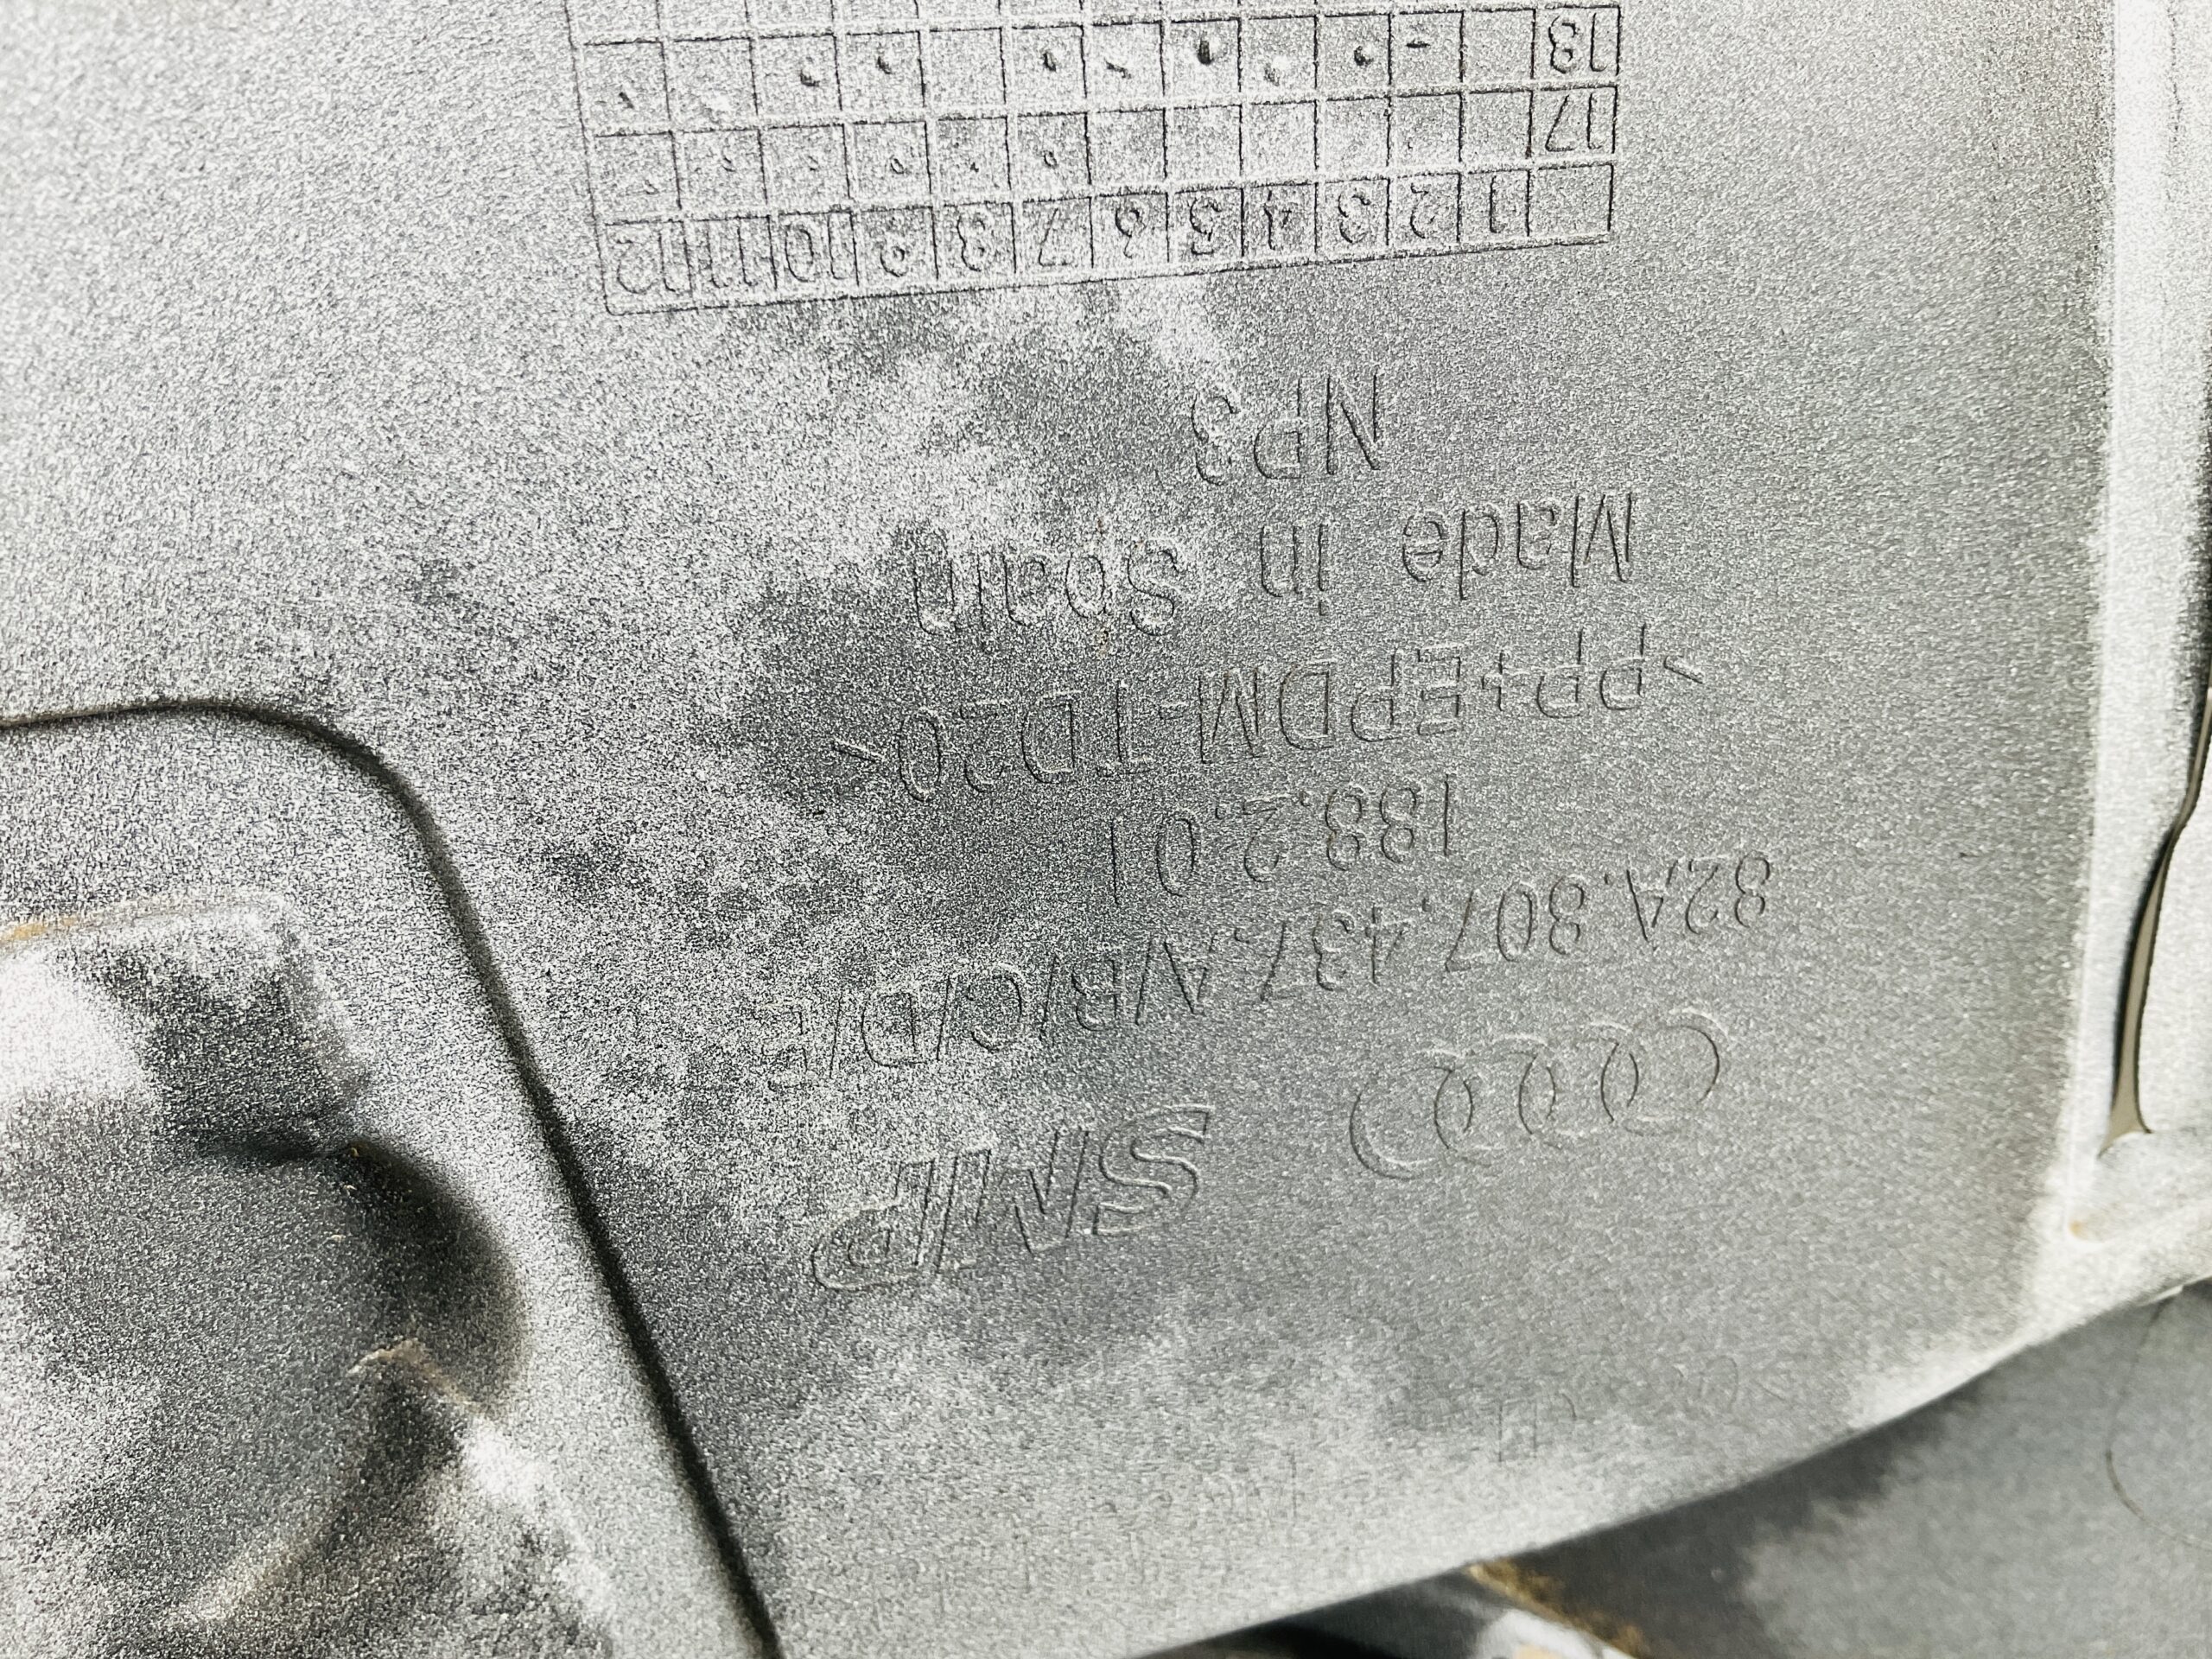 SMP
82A.807.437.A/B/C/D/E
188.2.01
>PP+EPDM-TD20<
Made in Spain
NP3
1 2 3 4 5 6 7 8 9 10 11 12
17
18